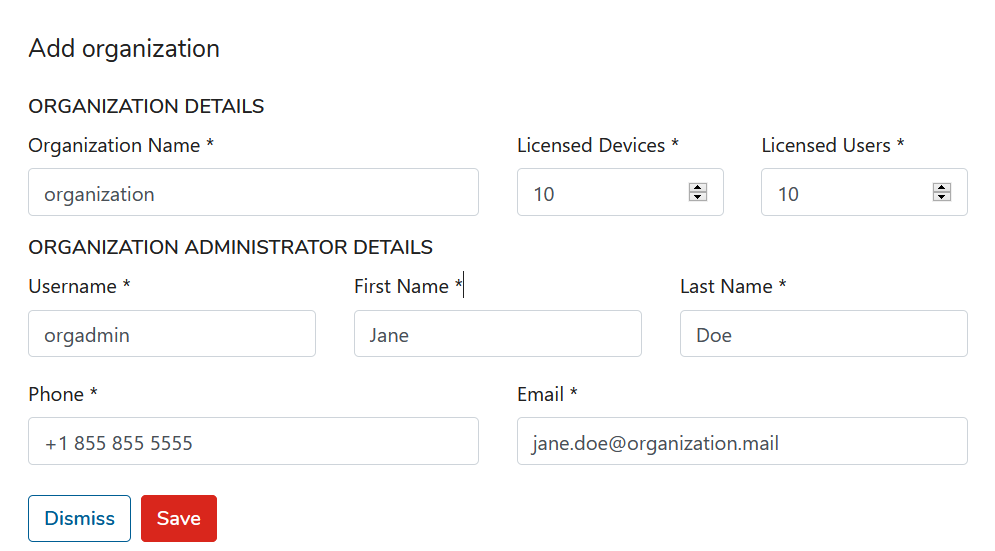 Add organization
ORGANIZATION DETAILS
Organization Name * Licensed Devices * Licensed Users *
organization 10 10
ORGANIZATION ADMINISTRATOR DETAILS
Username * First Name * Last Name *
orgadmin Jane Doe
Phone * Email *
+1 855 855 5555 jane.doe@organization.mail
Dismiss Save